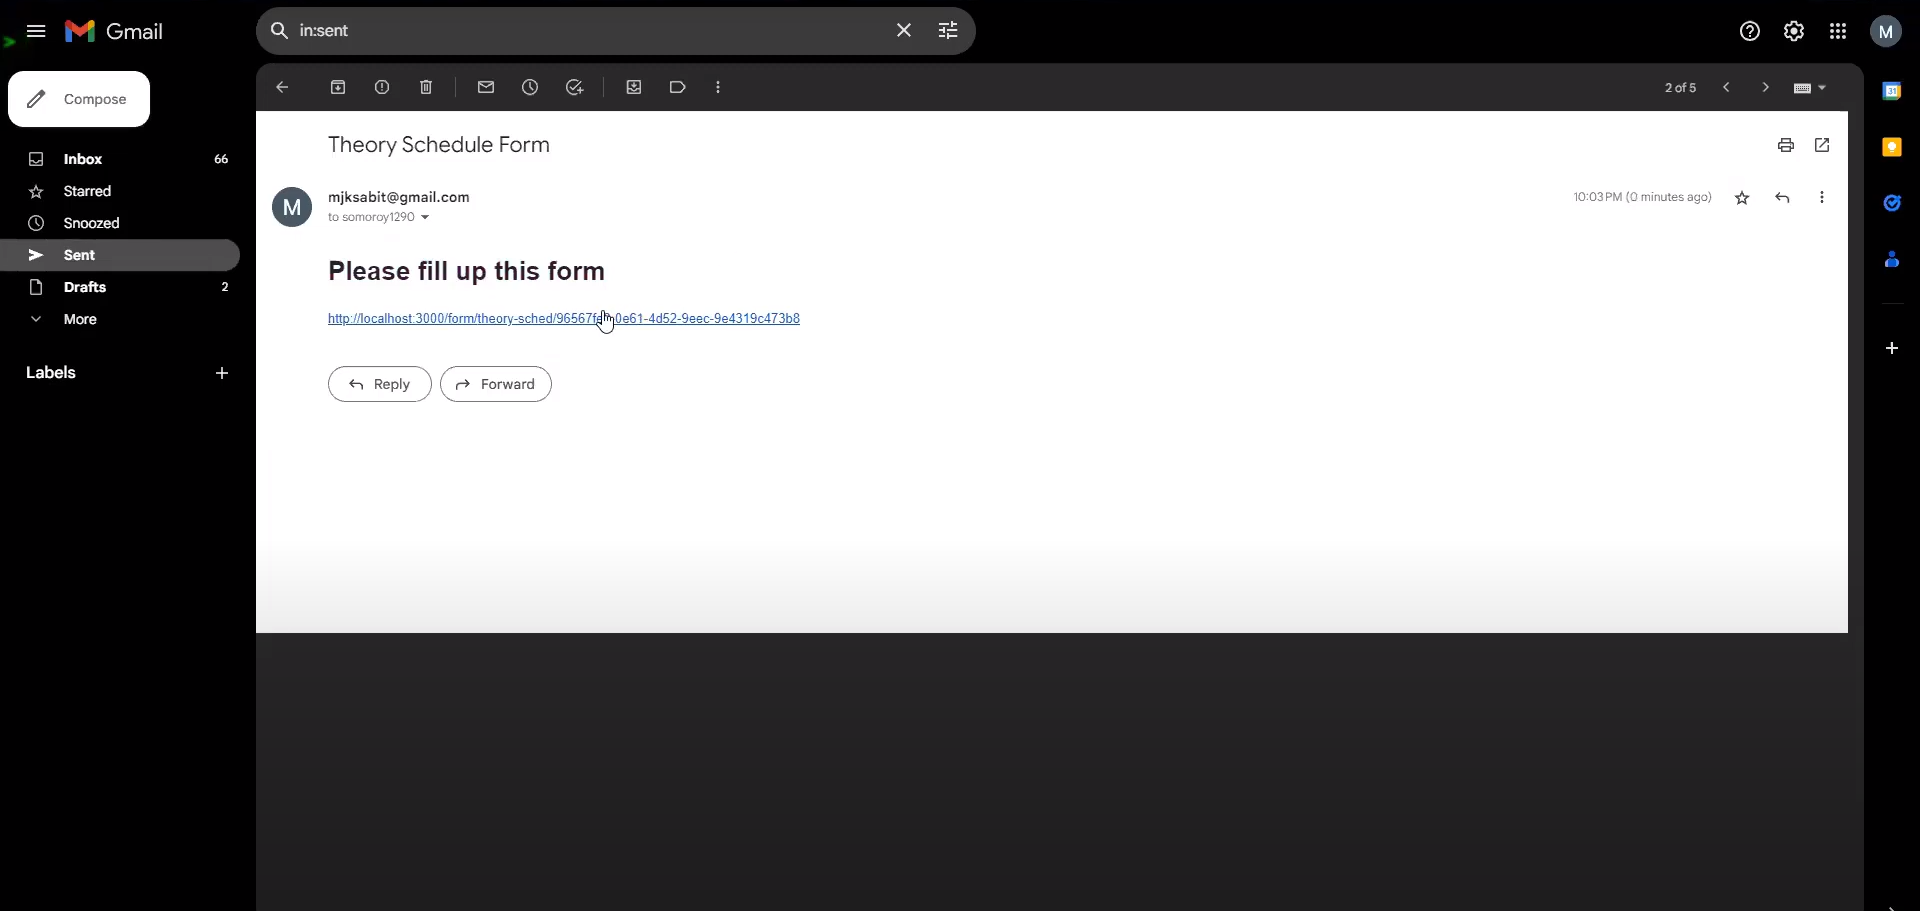 Gmail
in:sent
M
Compose
2 of 5
31
Inbox 66
Starred
Snoozed
Sent
Drafts 2
More
Labels
Theory Schedule Form
M
mjksabit@gmail.com
10:03 PM (0 minutes ago)
to somoroy1290
Please fill up this form
http://localhost:3000/form/theory-sched/ 0e61-4d52-9eec-9e4319c473b8
Reply
Forward